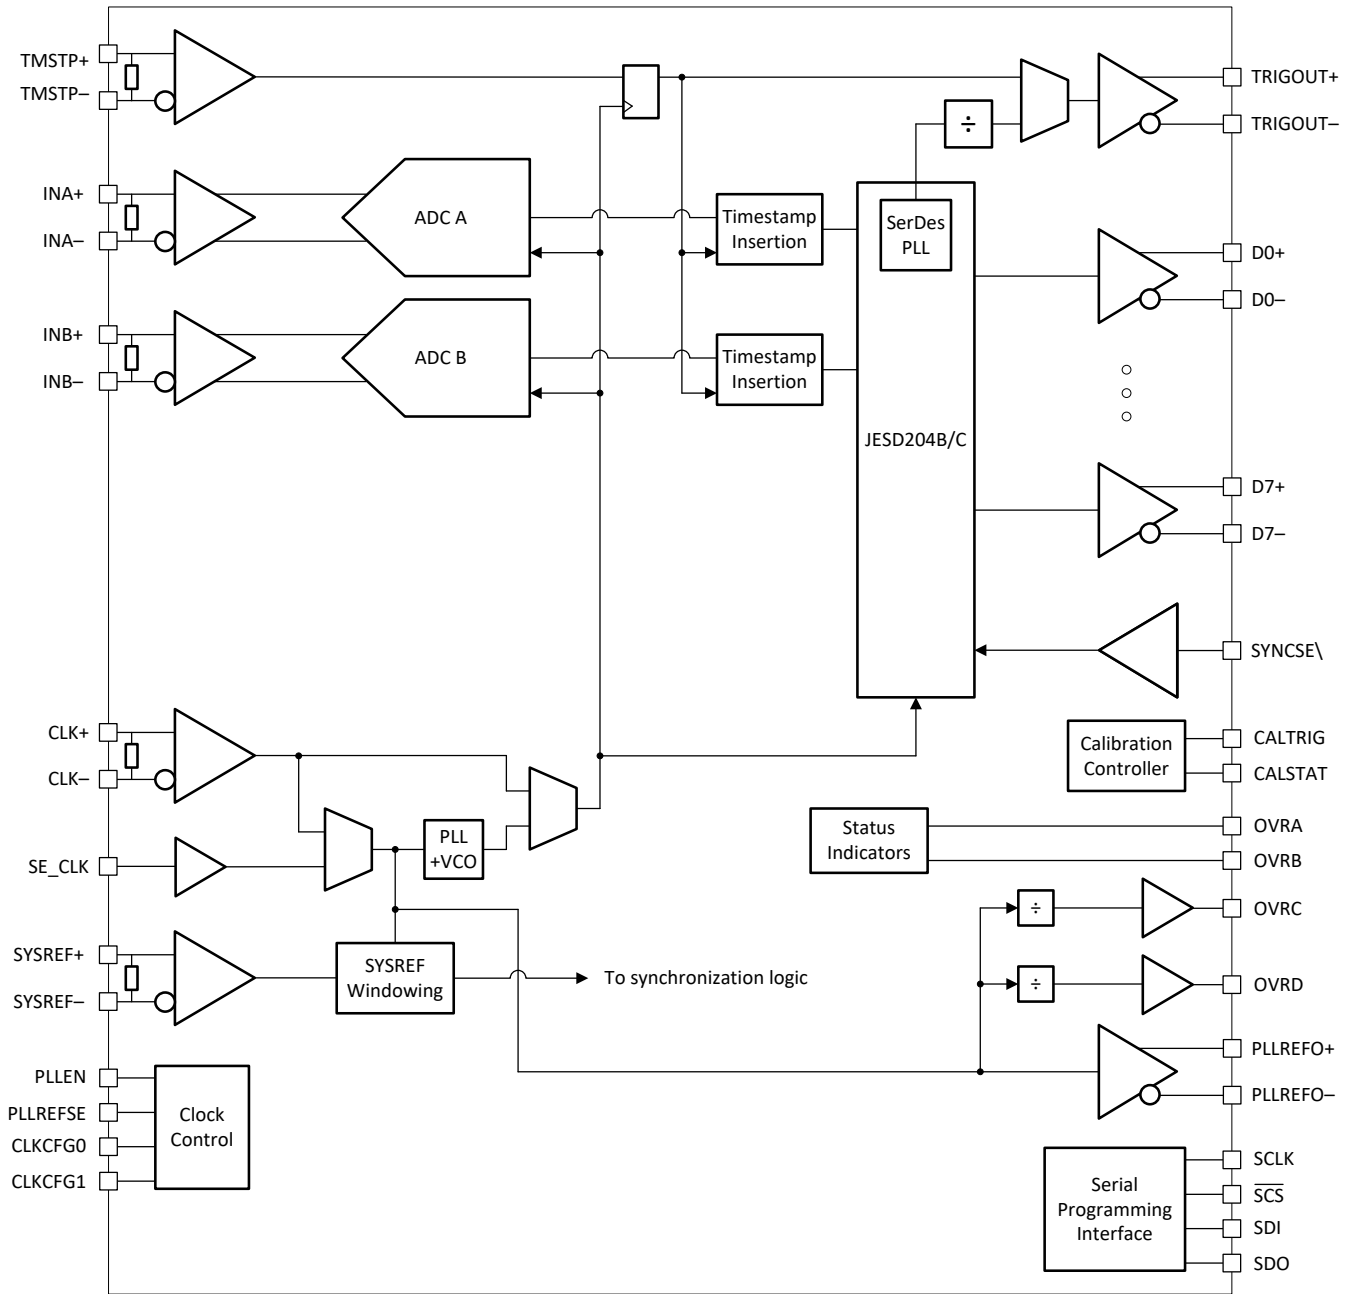 TMSTP+
TMSTP–
TRIGOUT+
TRIGOUT–
÷
INA+
INA–
ADC A
Timestamp
Insertion
SerDes
PLL
D0+
D0–
INB+
INB–
ADC B
Timestamp
Insertion
JESD204B/C
D7+
D7–
SYNCSE\
CLK+
CLK–
Calibration
Controller
CALTRIG
CALSTAT
SE_CLK
PLL
+VCO
Status
Indicators
OVRA
OVRB
÷
OVRC
SYSREF+
SYSREF–
SYSREF
Windowing
To synchronization logic
÷
OVRD
PLLREFO+
PLLREFO–
PLLEN
PLLREFSE
CLKCFG0
CLKCFG1
Clock
Control
Serial
Programming
Interface
SCLK
S̅C̅S̅
SDI
SDO